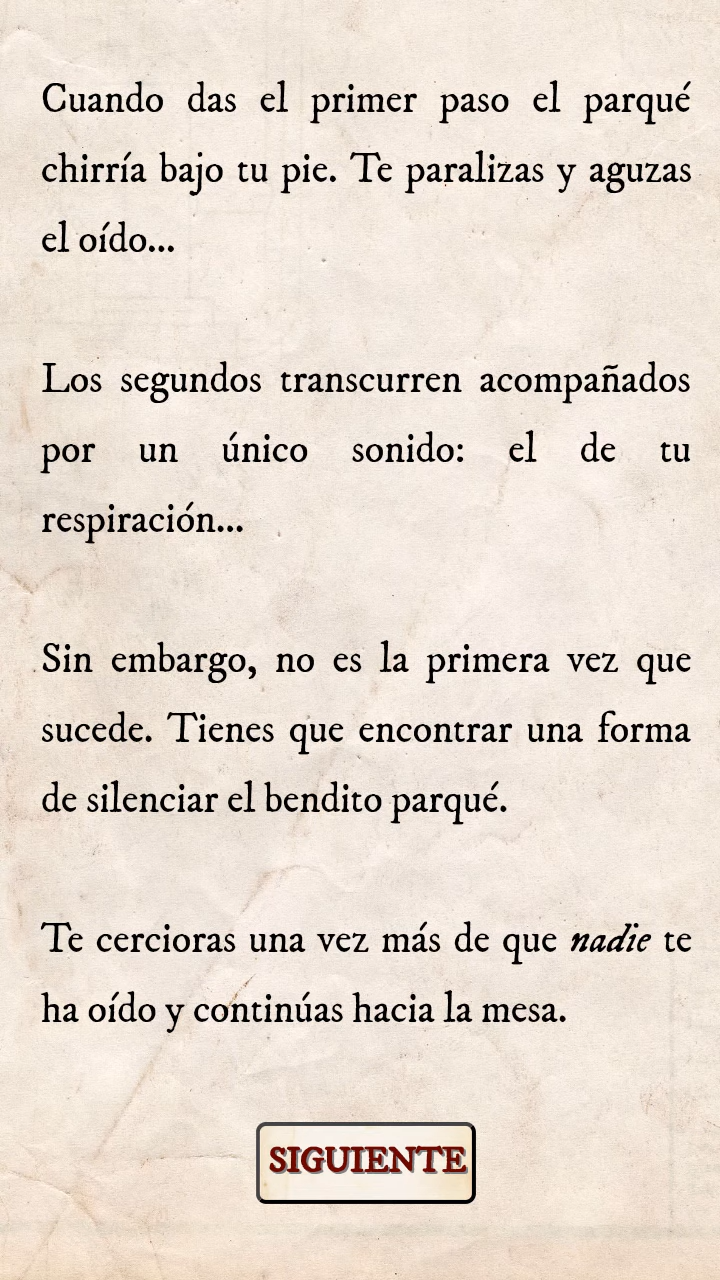 Cuando das el primer paso el parqué
chirría bajo tu pie. Te paralizas y aguzas
el oído...
Los segundos transcurren acompañados
por un único sonido: el de tu
respiración...
Sin embargo, no es la primera vez que
sucede. Tienes que encontrar una forma
de silenciar el bendito parqué.
Te cercioras una vez más de que nadie te
ha oído y continúas hacia la mesa.
SIGUIENTE